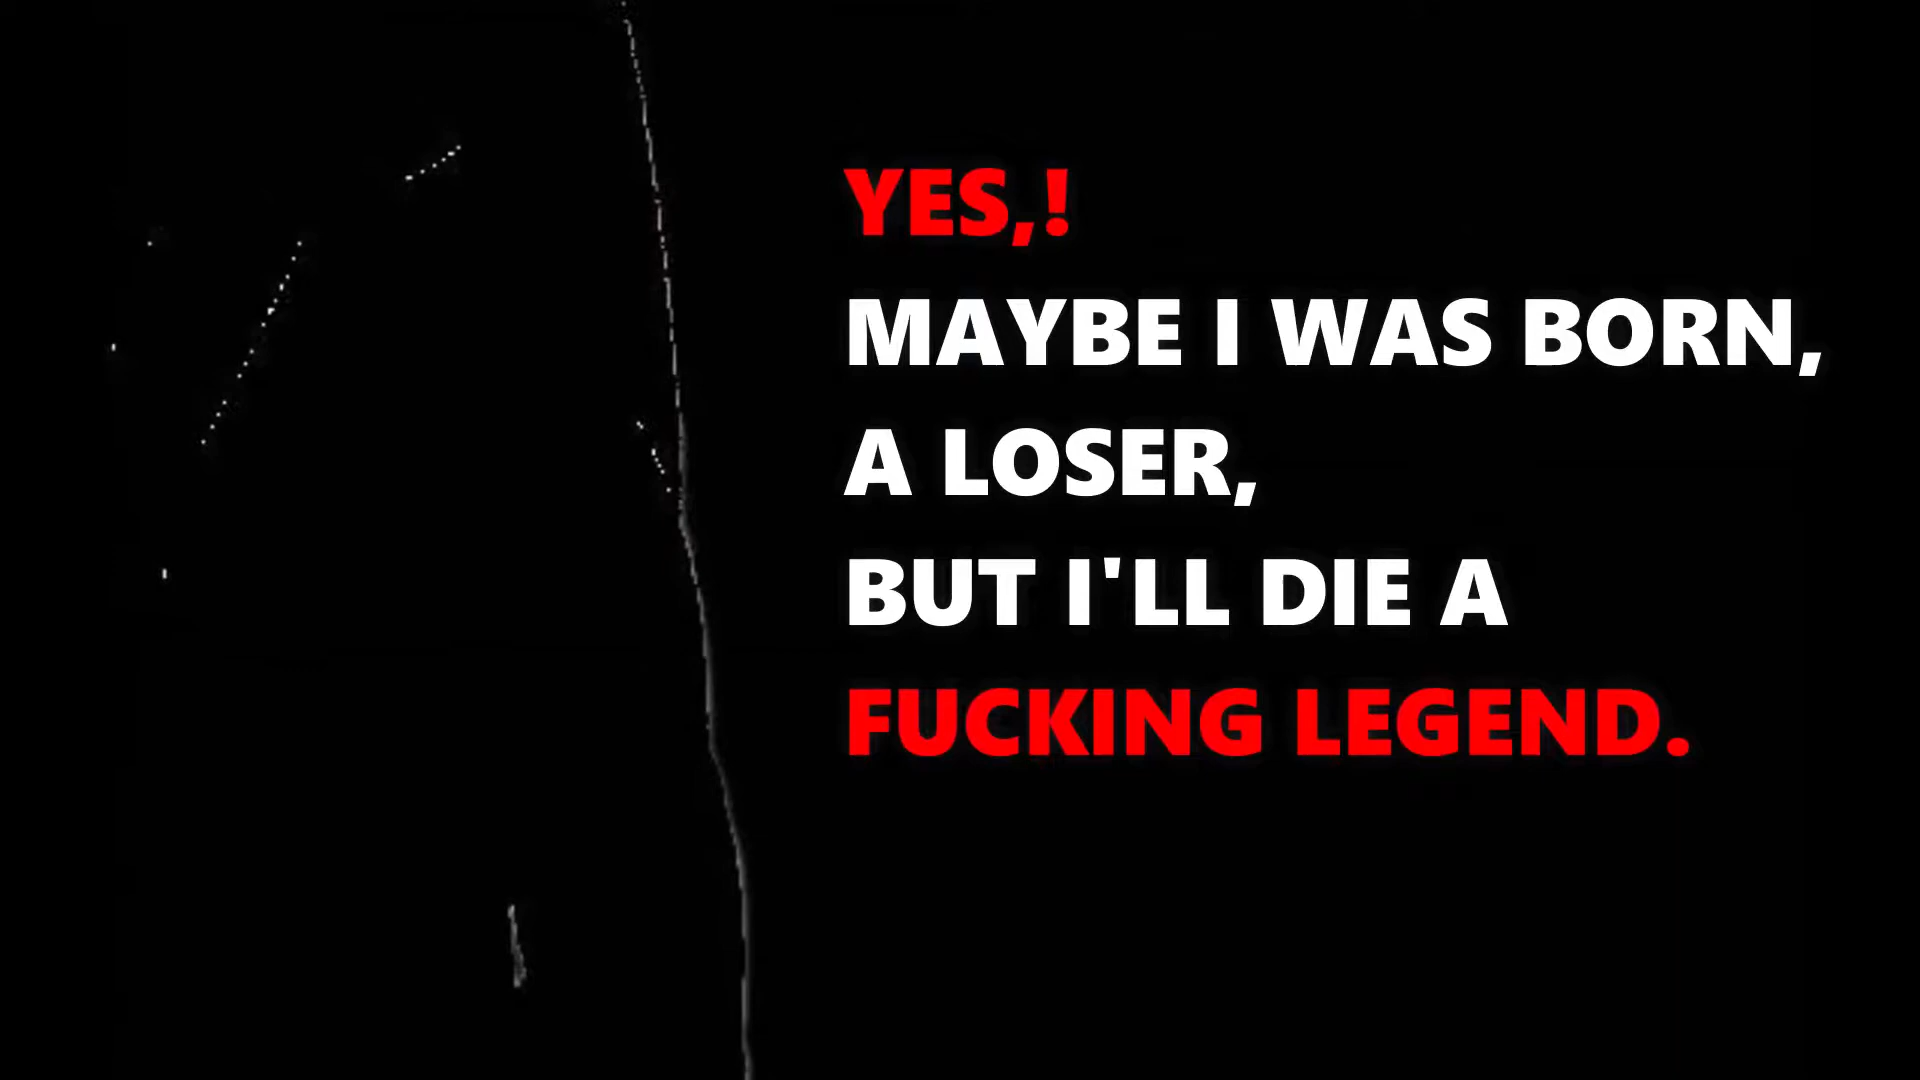 YES,!
MAYBE I WAS BORN,
A LOSER,
BUT I'LL DIE A
FUCKING LEGEND.